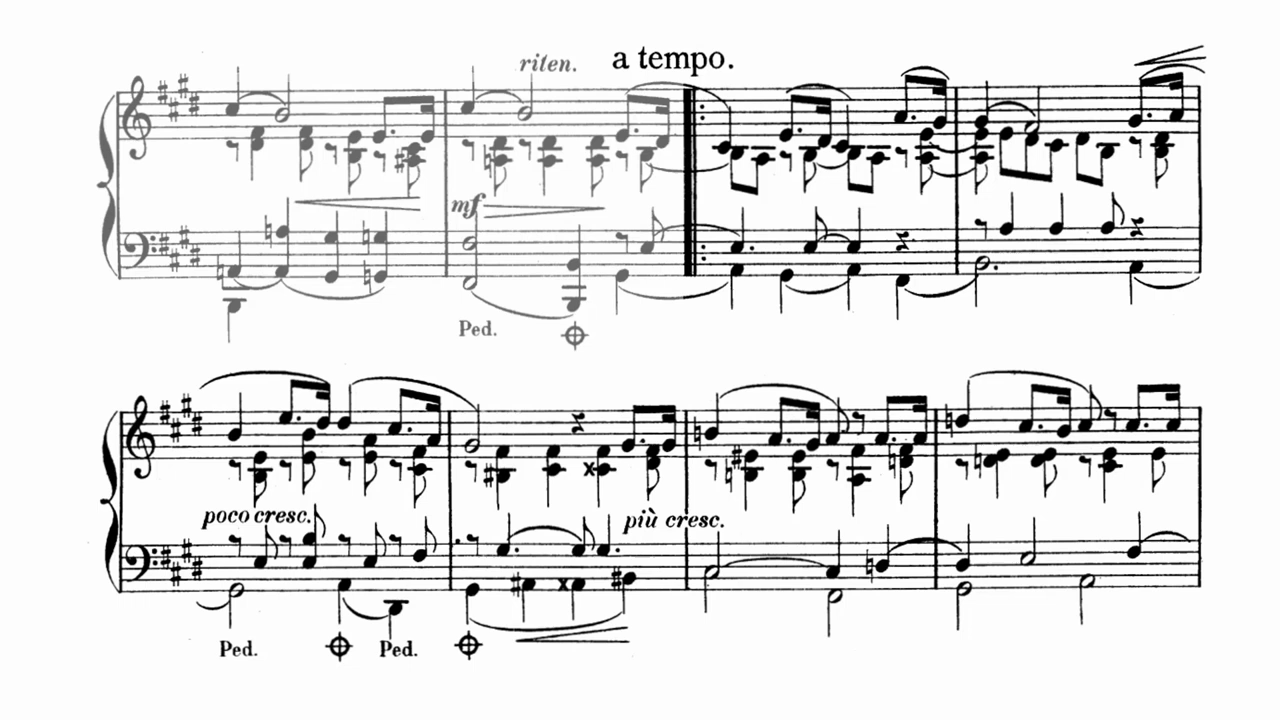 riten. a tempo.
mf
Ped.
poco cresc. più cresc.
Ped. Ped.